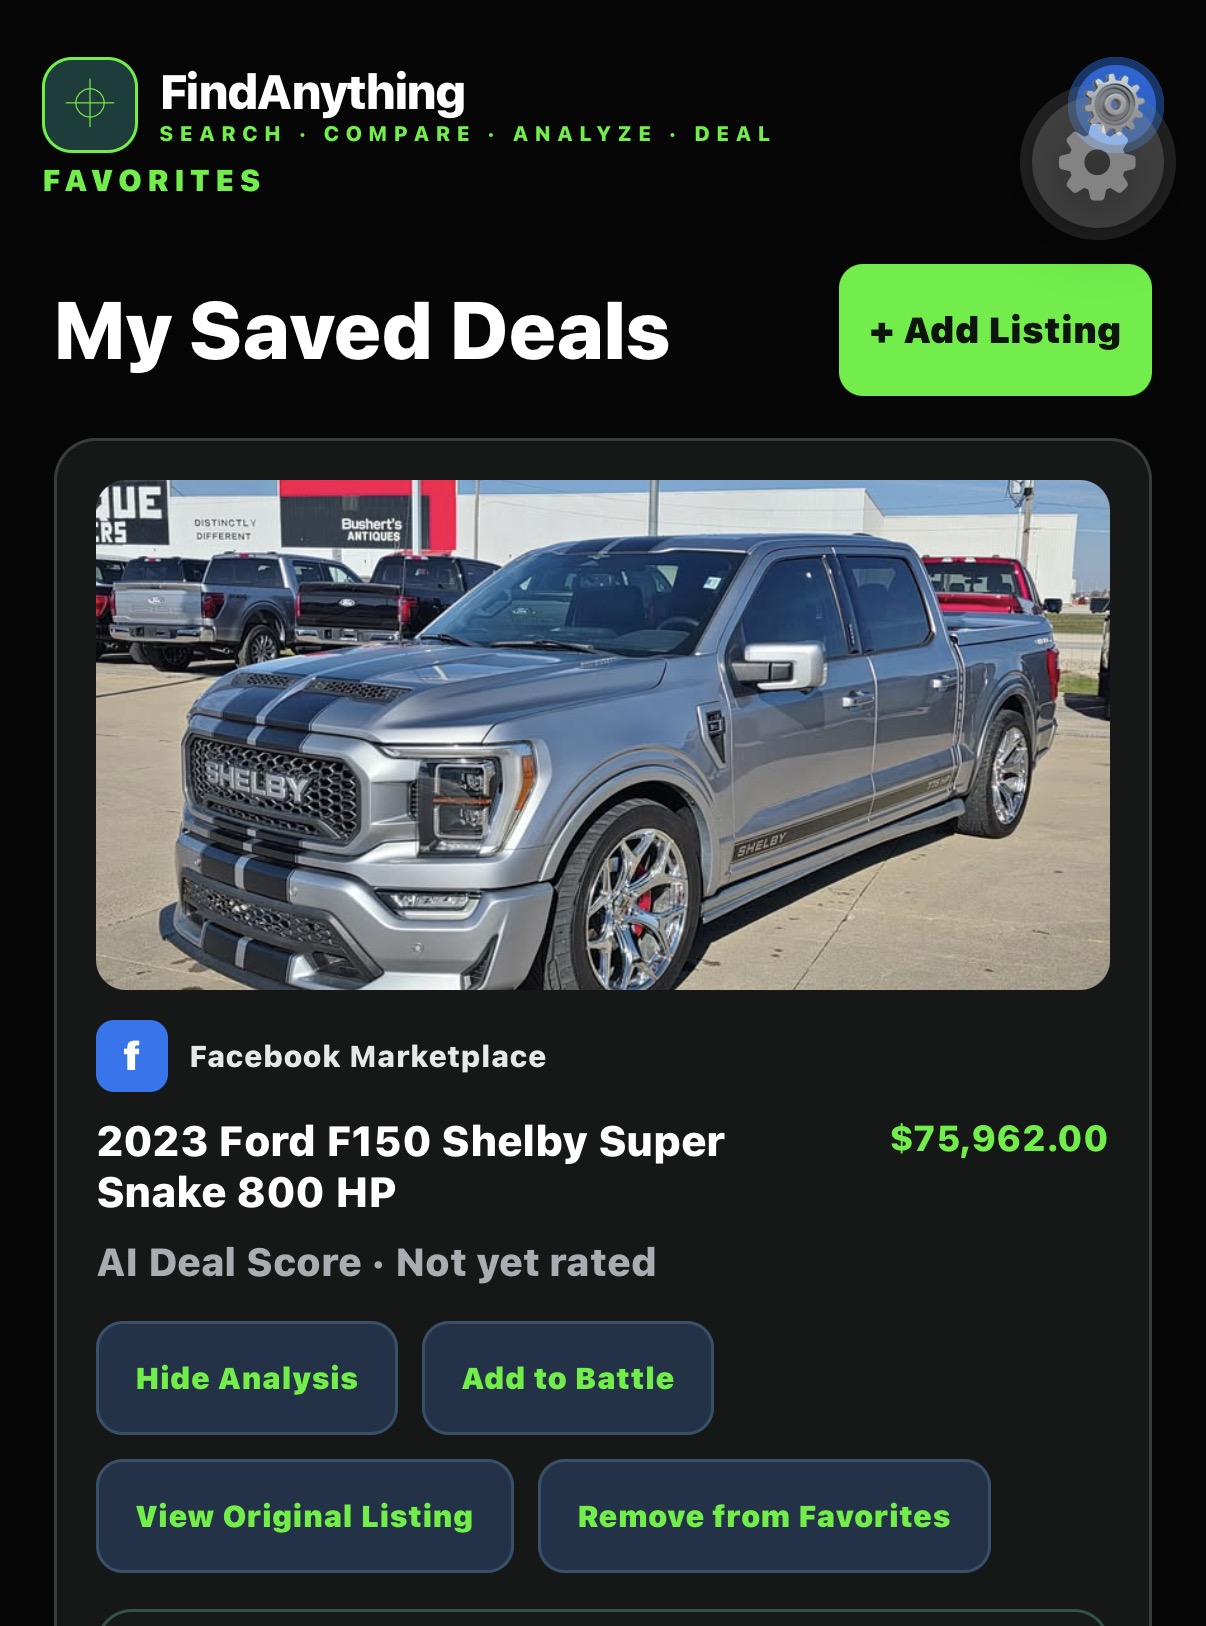 FindAnything
SEARCH · COMPARE · ANALYZE · DEAL
FAVORITES
My Saved Deals
+ Add Listing
DISTINCTLY
DIFFERENT
Bushert's
ANTIQUES
SHELBY
SHELBY
f
Facebook Marketplace
2023 Ford F150 Shelby Super
Snake 800 HP
$75,962.00
AI Deal Score · Not yet rated
Hide Analysis
Add to Battle
View Original Listing
Remove from Favorites